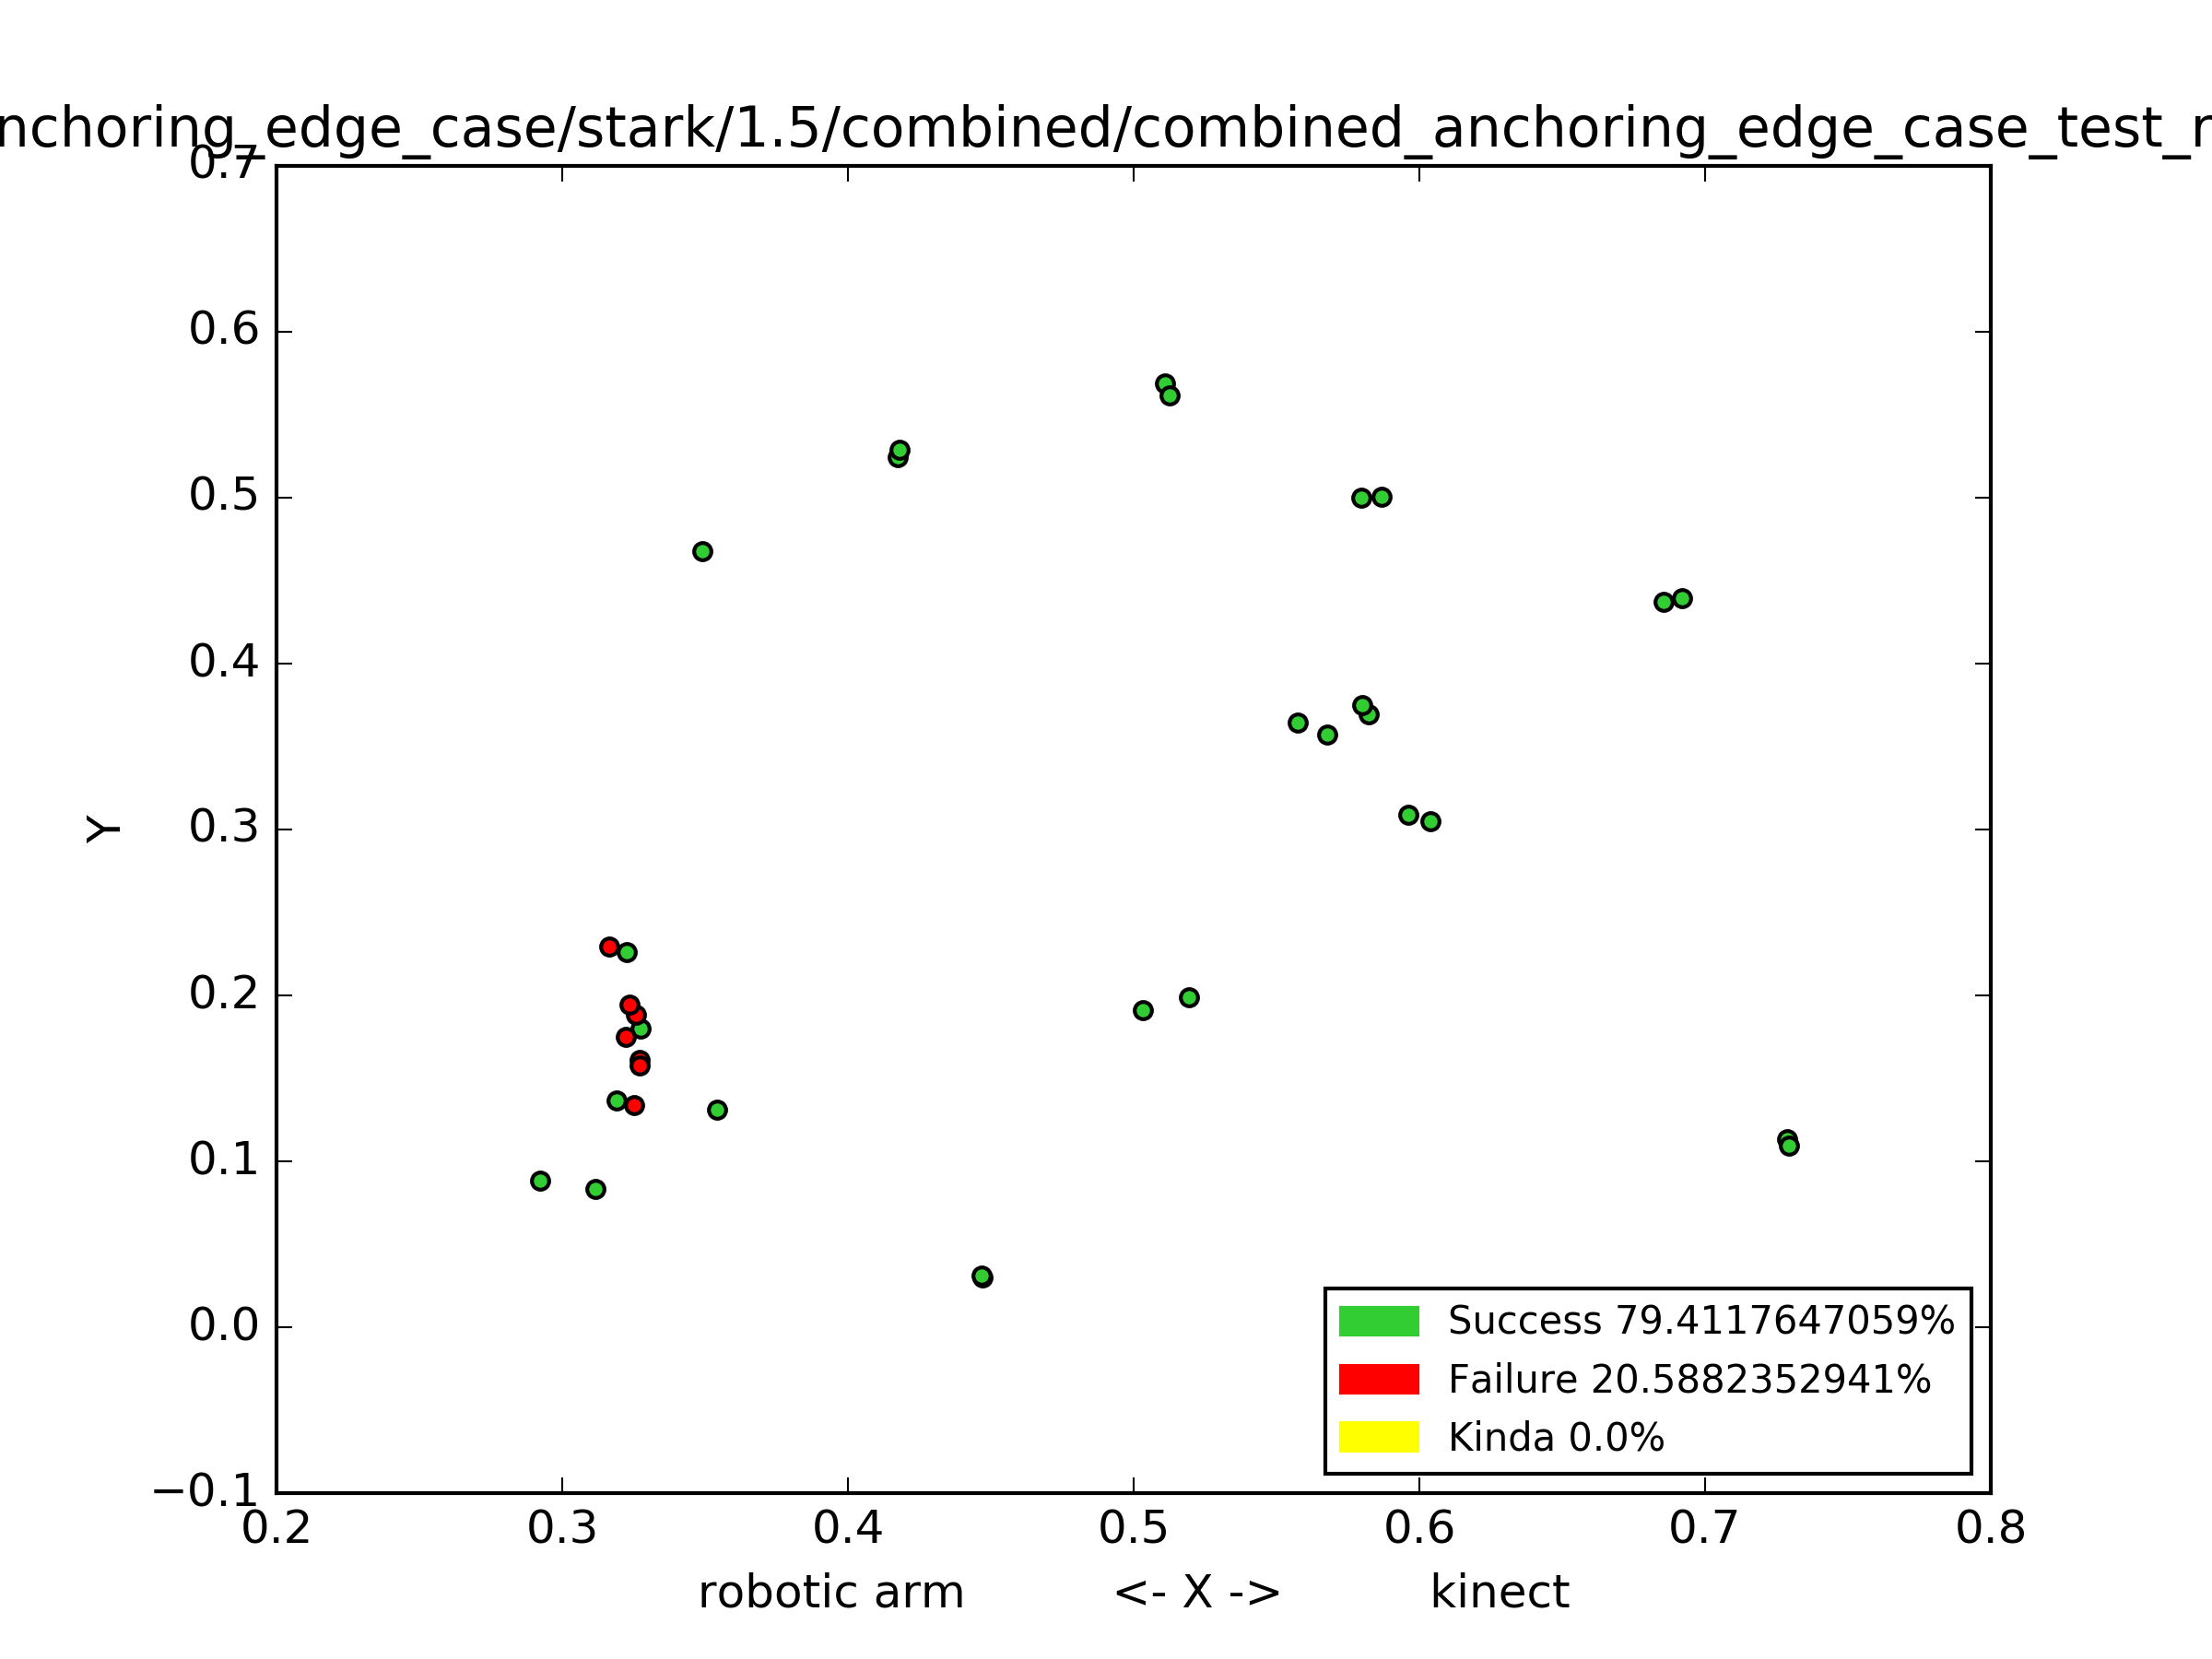 nchoring_edge_case/stark/1.5/combined/combined_anchoring_edge_case_test_r
0.7
0.6
0.5
0.4
0.3
0.2
0.1
0.0
−0.1
Y
Success 79.4117647059%
Failure 20.5882352941%
Kinda 0.0%
0.2 0.3 0.4 0.5 0.6 0.7 0.8
robotic arm <- X -> kinect